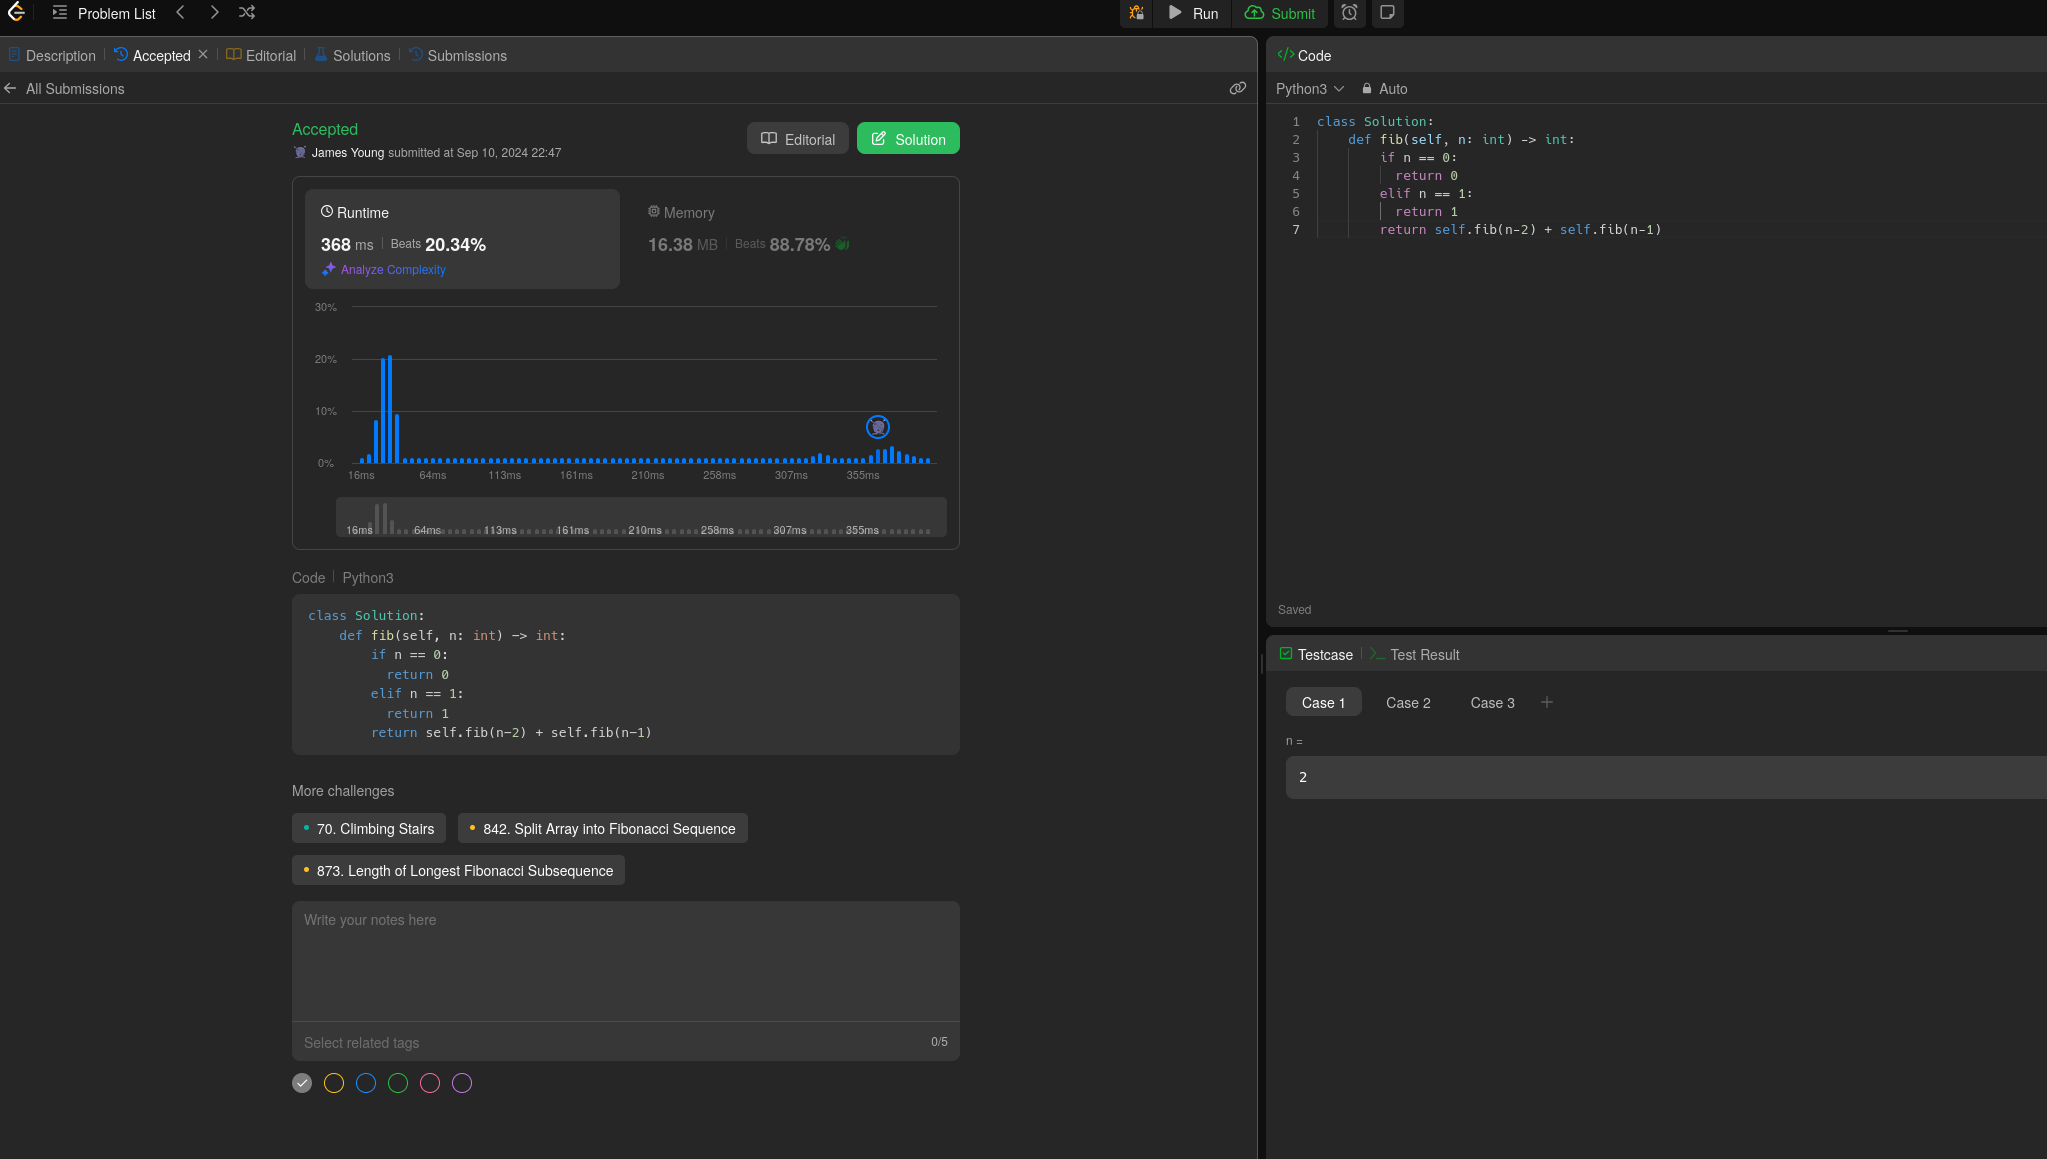 Problem List
Run
Submit
Description
Accepted
Editorial
Solutions
Submissions
All Submissions
Accepted
James Young submitted at Sep 10, 2024 22:47
Editorial
Solution
Runtime
368 ms
Beats 20.34%
Analyze Complexity
Memory
16.38 MB
Beats 88.78%
30%
20%
10%
0%
16ms 64ms 113ms 161ms 210ms 258ms 307ms 355ms
16ms 64ms 113ms 161ms 210ms 258ms 307ms 355ms
Code
Python3
class Solution:
    def fib(self, n: int) -> int:
        if n == 0:
          return 0
        elif n == 1:
          return 1
        return self.fib(n-2) + self.fib(n-1)
More challenges
70. Climbing Stairs
842. Split Array into Fibonacci Sequence
873. Length of Longest Fibonacci Subsequence
Write your notes here
Select related tags
0/5
</> Code
Python3
Auto
1 class Solution:
2     def fib(self, n: int) -> int:
3         if n == 0:
4           return 0
5         elif n == 1:
6           return 1
7         return self.fib(n-2) + self.fib(n-1)
Saved
Testcase
>_ Test Result
Case 1
Case 2
Case 3
+
n =
2